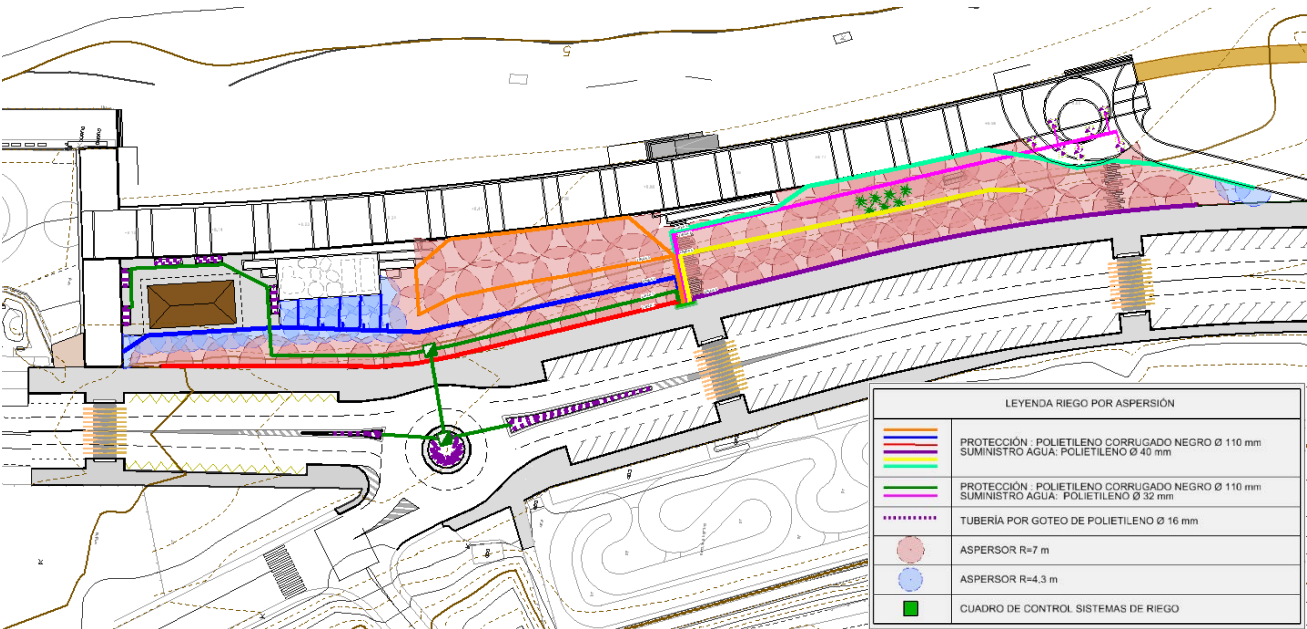 5
LEYENDA RIEGO POR ASPERSIÓN
PROTECCIÓN : POLIETILENO CORRUGADO NEGRO Ø 110 mm
SUMINISTRO AGUA: POLIETILENO Ø 40 mm
PROTECCIÓN : POLIETILENO CORRUGADO NEGRO Ø 110 mm
SUMINISTRO AGUA: POLIETILENO Ø 32 mm
TUBERÍA POR GOTEO DE POLIETILENO Ø 16 mm
ASPERSOR R=7 m
ASPERSOR R=4,3 m
CUADRO DE CONTROL SISTEMAS DE RIEGO